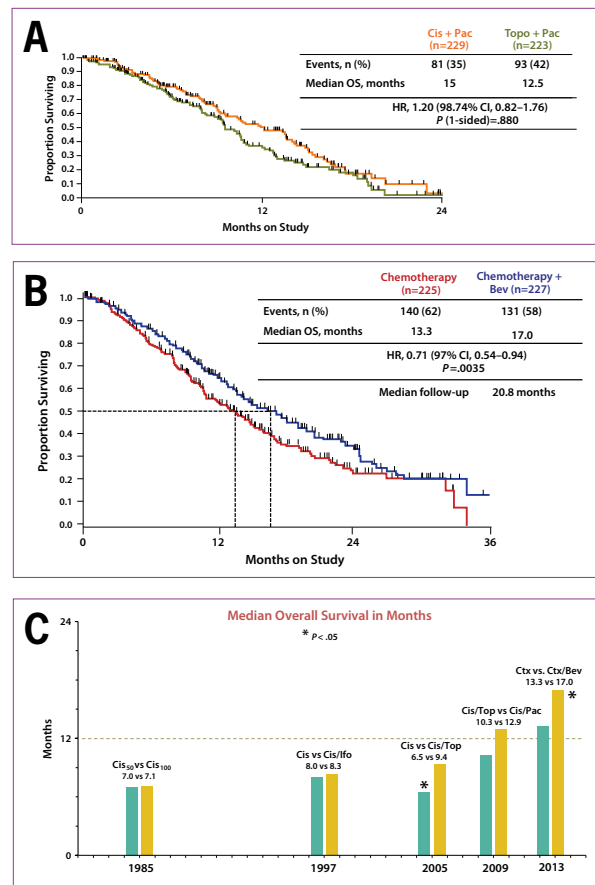 A
Cis + Pac
(n=229)
Topo + Pac
(n=223)
Events, n (%) 81 (35) 93 (42)
Median OS, months 15 12.5
HR, 1.20 (98.74% CI, 0.82–1.76)
P (1-sided)=.880
Proportion Surviving
1.0
0.9
0.8
0.7
0.6
0.5
0.4
0.3
0.2
0.1
0.0
0 12 24
Months on Study
B
Chemotherapy
(n=225)
Chemotherapy +
Bev (n=227)
Events, n (%) 140 (62) 131 (58)
Median OS, months 13.3 17.0
HR, 0.71 (97% CI, 0.54–0.94)
P=.0035
Median follow-up 20.8 months
Proportion Surviving
1.0
0.9
0.8
0.7
0.6
0.5
0.4
0.3
0.2
0.1
0.0
0 12 24 36
Months on Study
C
Median Overall Survival in Months
* P< .05
Months
24
12
0
Cis50 vs Cis100
7.0 vs 7.1
Cis vs Cis/Ifo
8.0 vs 8.3
Cis vs Cis/Top
6.5 vs 9.4
*
Cis/Top vs Cis/Pac
10.3 vs 12.9
Ctx vs. Ctx/Bev
13.3 vs 17.0
*
1985 1997 2005 2009 2013